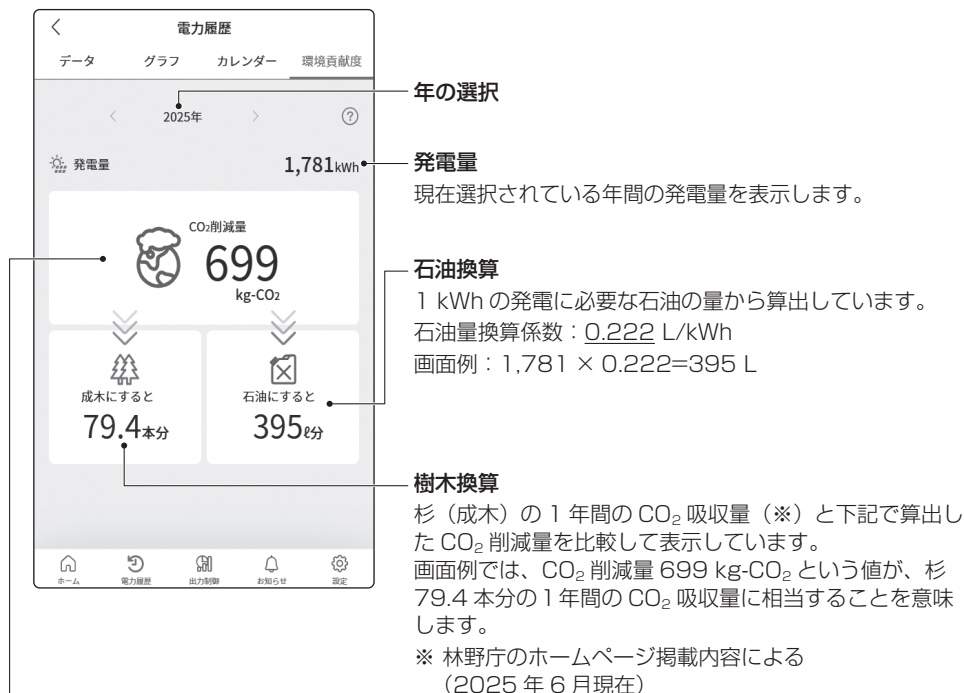 電力履歴
データ グラフ カレンダー 環境貢献度
2025年
?
発電量 1,781kWh
CO₂削減量
699
kg-CO₂
成木にすると
79.4本分
石油にすると
395ℓ分
ホーム 電力履歴 出力制御 お知らせ 設定
年の選択
発電量
現在選択されている年間の発電量を表示します。
石油換算
1 kWh の発電に必要な石油の量から算出しています。
石油量換算係数：0.222 L/kWh
画面例：1,781 × 0.222=395 L
樹木換算
杉（成木）の 1 年間の CO₂ 吸収量（※）と下記で算出し
た CO₂ 削減量を比較して表示しています。
画面例では、CO₂ 削減量 699 kg-CO₂ という値が、杉
79.4 本分の 1 年間の CO₂ 吸収量に相当することを意味
します。
※ 林野庁のホームページ掲載内容による
（2025 年 6 月現在）